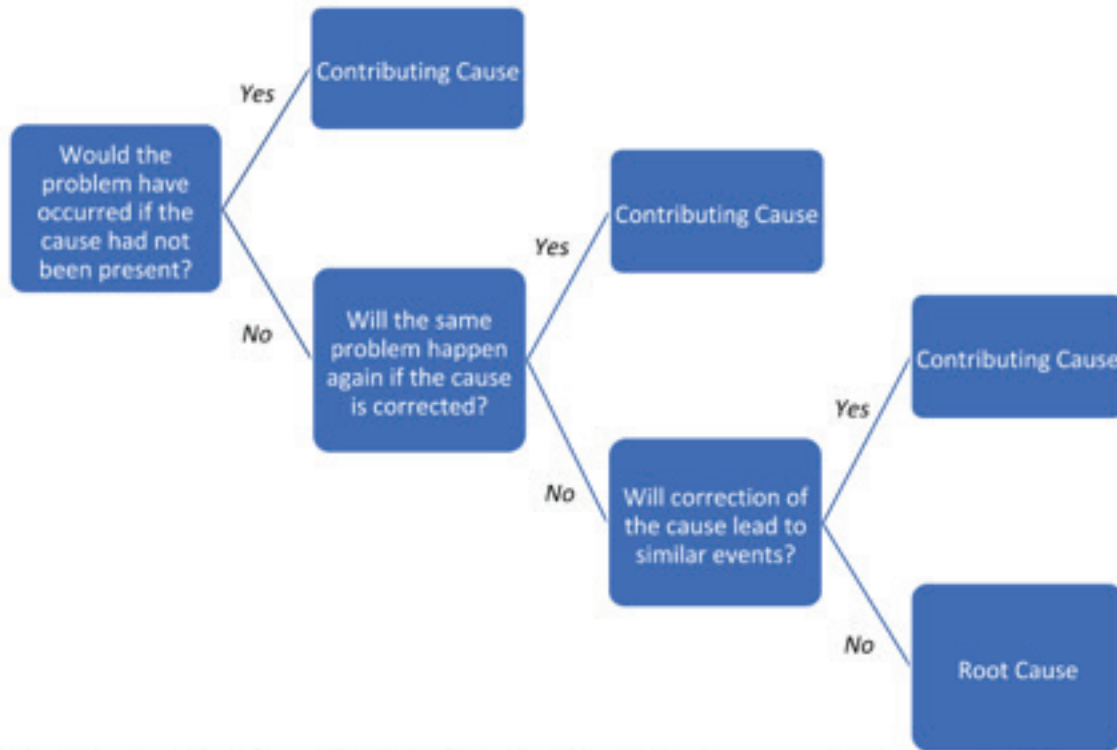 Contributing Cause
Yes
Would the
problem have
occurred if the
cause had not
been present?
Contributing Cause
Yes
No
Will the same
problem happen
again if the cause
is corrected?
Contributing Cause
Yes
No
Will correction of
the cause lead to
similar events?
No
Root Cause